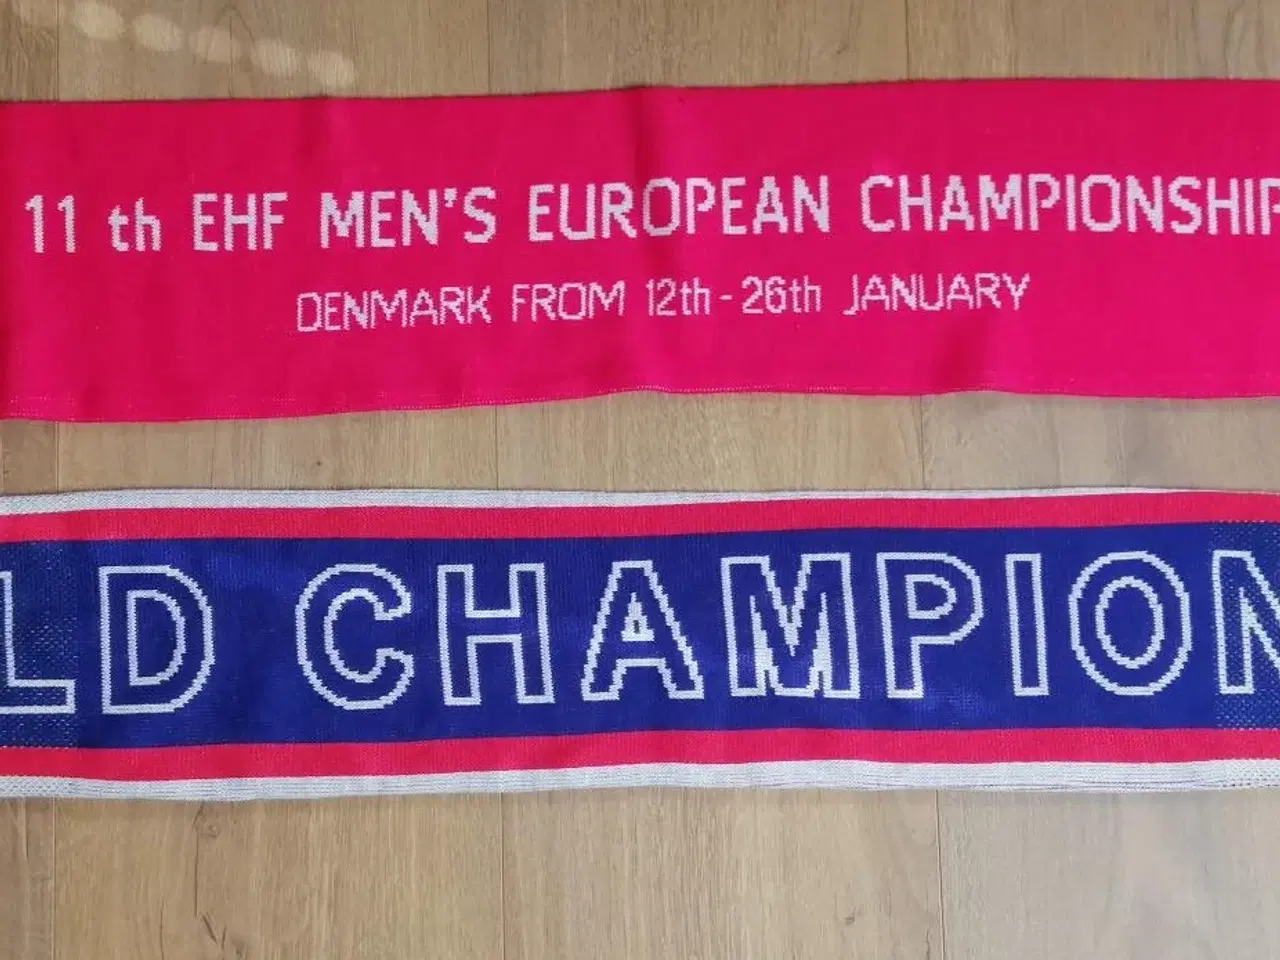 11 th EHF MEN'S EUROPEAN CHAMPIONSHIP
DENMARK FROM 12th - 26th JANUARY
LD CHAMPION